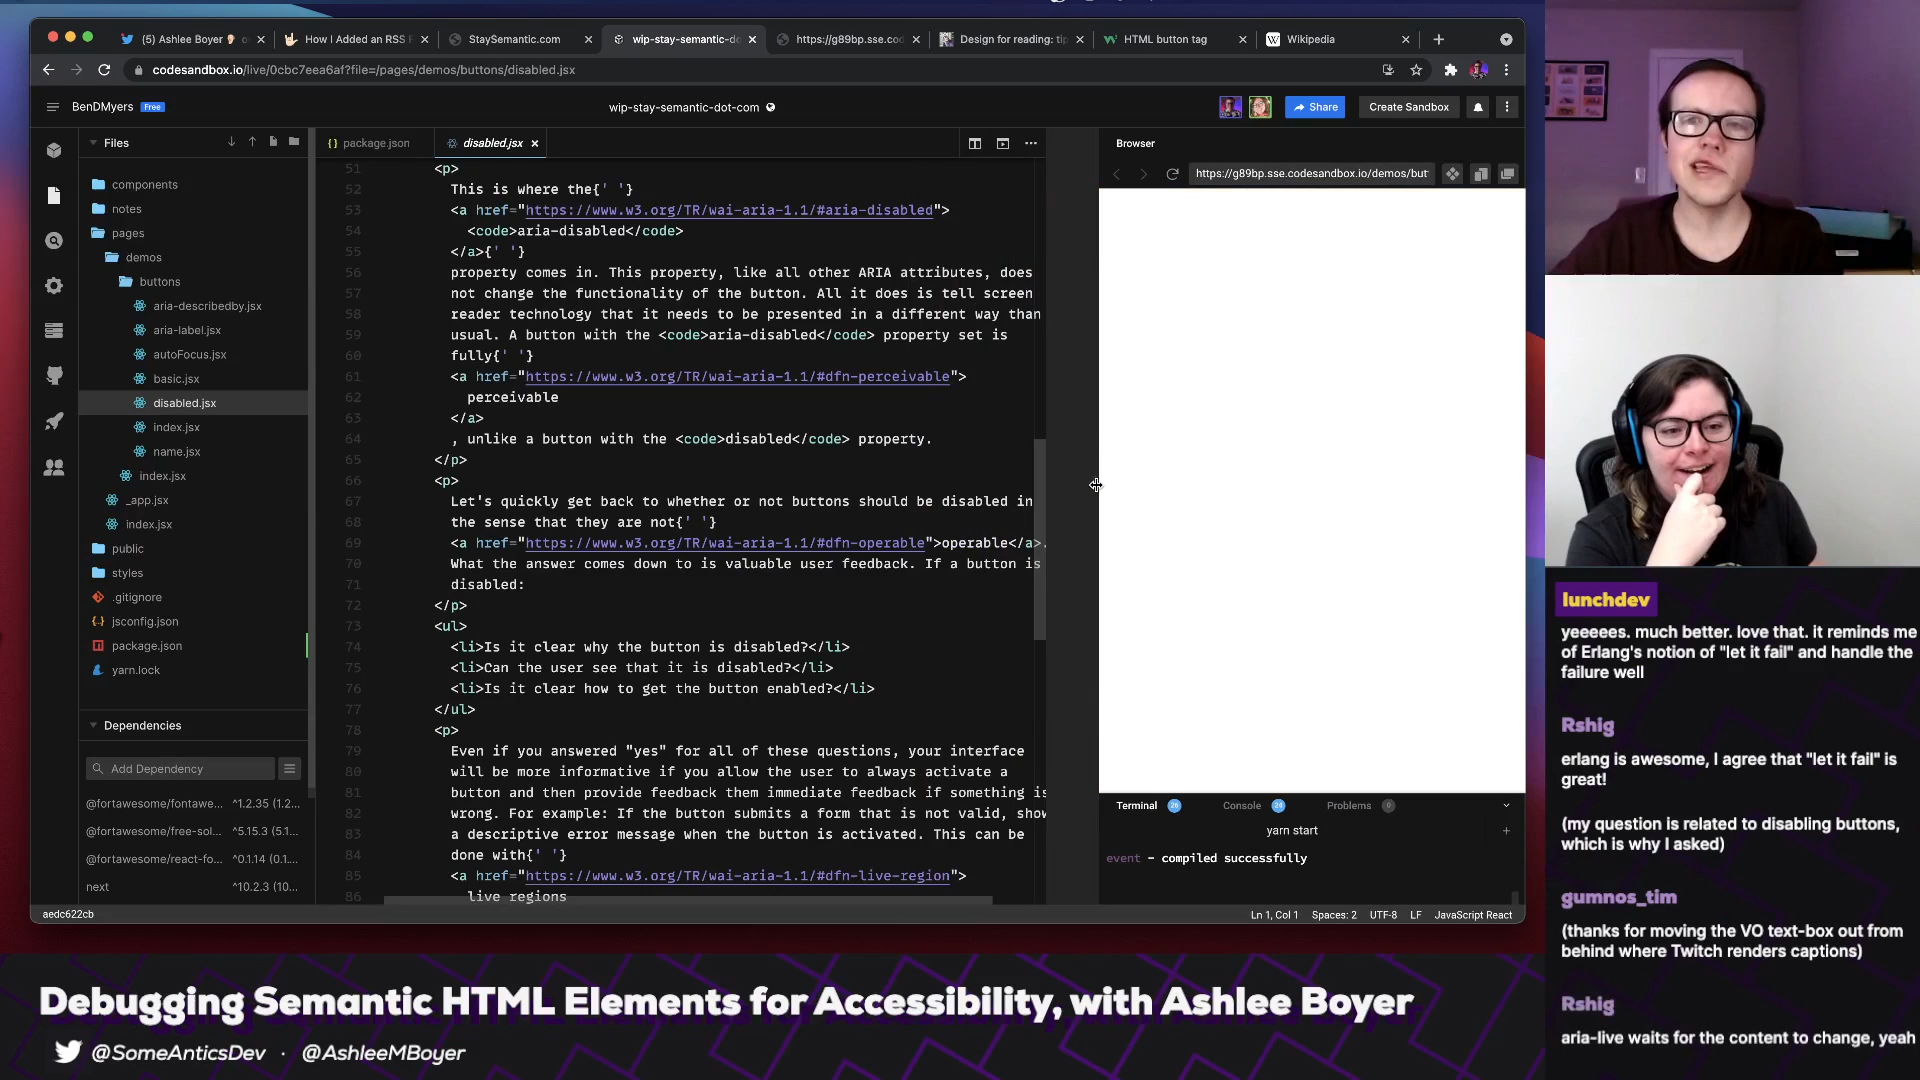 (5) Ashlee Boyer
How I Added an RSS F
StaySemantic.com
wip-stay-semantic-dc
https://g89bp.sse.coc
Design for reading: tip
HTML button tag
Wikipedia
codesandbox.io/live/0cbc7eea6af?file=/pages/demos/buttons/disabled.jsx
BenDMyers Free
wip-stay-semantic-dot-com
Share
Create Sandbox
Files
components
notes
pages
demos
buttons
aria-describedby.jsx
aria-label.jsx
autoFocus.jsx
basic.jsx
disabled.jsx
index.jsx
name.jsx
index.jsx
_app.jsx
index.jsx
public
styles
.gitignore
jsconfig.json
package.json
yarn.lock
Dependencies
Add Dependency
@fortawesome/fontawe... ^1.2.35 (1.2...
@fortawesome/free-sol... ^5.15.3 (5.1...
@fortawesome/react-fo... ^0.1.14 (0.1....
next ^10.2.3 (10...
aedc622cb
package.json
disabled.jsx
51 <p>
52 This is where the{' '}
53 <a href="https://www.w3.org/TR/wai-aria-1.1/#aria-disabled">
54 <code>aria-disabled</code>
55 </a>{' '}
56 property comes in. This property, like all other ARIA attributes, does
57 not change the functionality of the button. All it does is tell screen
58 reader technology that it needs to be presented in a different way than
59 usual. A button with the <code>aria-disabled</code> property set is
60 fully{' '}
61 <a href="https://www.w3.org/TR/wai-aria-1.1/#dfn-perceivable">
62 perceivable
63 </a>
64 , unlike a button with the <code>disabled</code> property.
65 </p>
66 <p>
67 Let's quickly get back to whether or not buttons should be disabled in
68 the sense that they are not{' '}
69 <a href="https://www.w3.org/TR/wai-aria-1.1/#dfn-operable">operable</a>.
70 What the answer comes down to is valuable user feedback. If a button is
71 disabled:
72 </p>
73 <ul>
74 <li>Is it clear why the button is disabled?</li>
75 <li>Can the user see that it is disabled?</li>
76 <li>Is it clear how to get the button enabled?</li>
77 </ul>
78 <p>
79 Even if you answered "yes" for all of these questions, your interface
80 will be more informative if you allow the user to always activate a
81 button and then provide feedback them immediate feedback if something is
82 wrong. For example: If the button submits a form that is not valid, show
83 a descriptive error message when the button is activated. This can be
84 done with{' '}
85 <a href="https://www.w3.org/TR/wai-aria-1.1/#dfn-live-region">
86 live regions
Browser
https://g89bp.sse.codesandbox.io/demos/but
Terminal 26
Console 24
Problems 0
yarn start
event - compiled successfully
Ln 1, Col 1 Spaces: 2 UTF-8 LF JavaScript React
lunchdev
yeeeees. much better. love that. it reminds me
of Erlang's notion of "let it fail" and handle the
failure well
Rshig
erlang is awesome, I agree that "let it fail" is
great!
(my question is related to disabling buttons,
which is why I asked)
gumnos_tim
(thanks for moving the VO text-box out from
behind where Twitch renders captions)
Rshig
aria-live waits for the content to change, yeah
Debugging Semantic HTML Elements for Accessibility, with Ashlee Boyer
@SomeAnticsDev · @AshleeMBoyer